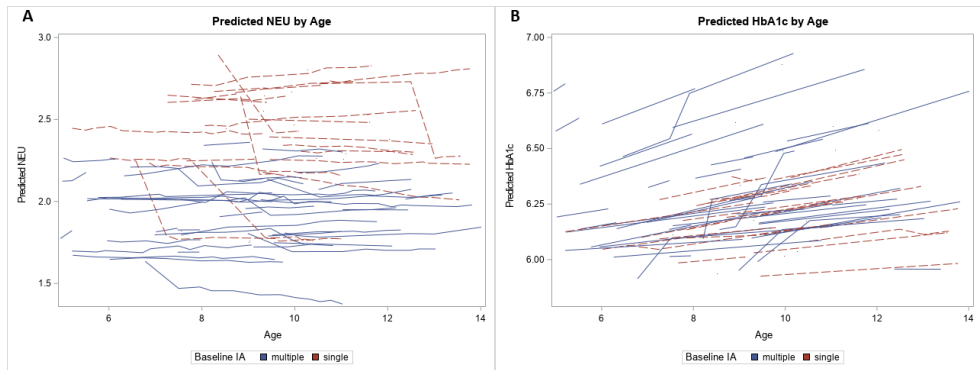 A
Predicted NEU by Age
3.0
2.5
2.0
1.5
Predicted NEU
6 8 10 12 14
Age
Baseline IA multiple single
B
Predicted HbA1c by Age
7.00
6.75
6.50
6.25
6.00
Predicted HbA1c
6 8 10 12 14
Age
Baseline IA multiple single